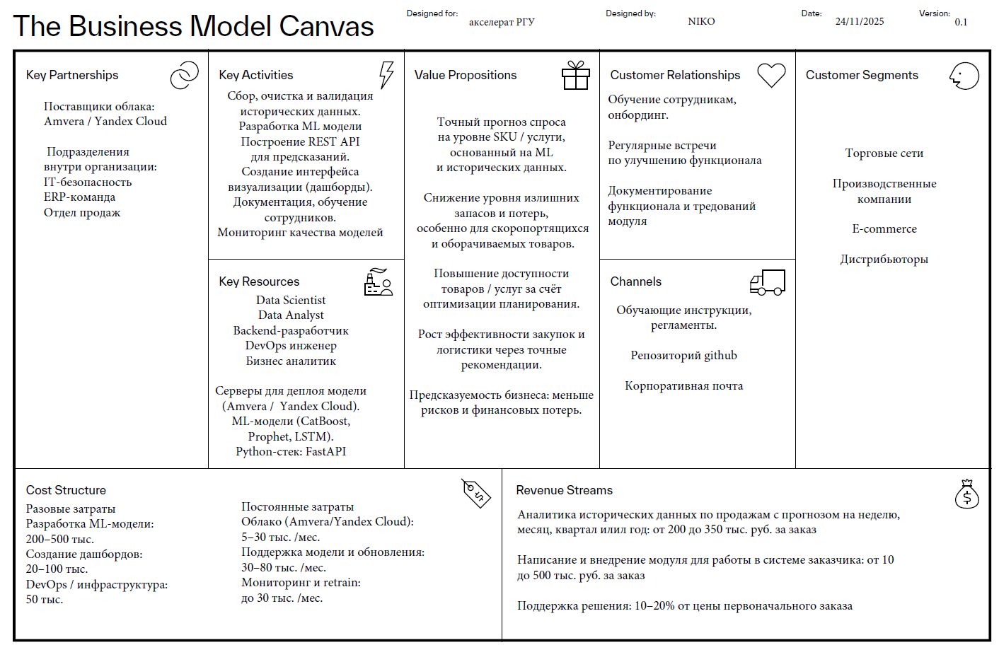 The Business Model Canvas
Designed for:
акселерат РГУ
Designed by:
NIKO
Date:
24/11/2025
Version:
0.1
Key Partnerships
Поставщики облака:
Amvera / Yandex Cloud
Подразделения
внутри организации:
IT-безопасность
ERP-команда
Отдел продаж
Key Activities
Сбор, очистка и валидация
исторических данных.
Разработка ML модели
Построение REST API
для предсказаний.
Создание интерфейса
визуализации (дашборды).
Документация, обучение
сотрудников.
Мониторинг качества моделей
Key Resources
Data Scientist
Data Analyst
Backend-разработчик
DevOps инженер
Бизнес аналитик
Серверы для деплоя модели
(Amvera / Yandex Cloud).
ML-модели (CatBoost,
Prophet, LSTM).
Python-стек: FastAPI
Value Propositions
Точный прогноз спроса
на уровне SKU / услуги,
основанный на ML
и исторических данных.
Снижение уровня излишних
запасов и потерь,
особенно для скоропортящихся
и оборачиваемых товаров.
Повышение доступности
товаров / услуг за счёт
оптимизации планирования.
Рост эффективности закупок и
логистики через точные
рекомендации.
Предсказуемость бизнеса: меньше
рисков и финансовых потерь.
Customer Relationships
Обучение сотрудникам,
онбординг.
Регулярные встречи
по улучшению функционала
Документирование
функционала и тредований
модуля
Channels
Обучающие инструкции,
регламенты.
Репозиторий github
Корпоративная почта
Customer Segments
Торговые сети
Производственные
компании
E-commerce
Дистрибьюторы
Cost Structure
Разовые затраты
Разработка ML-модели:
200–500 тыс.
Создание дашбордов:
20–100 тыс.
DevOps / инфраструктура:
50 тыс.
Постоянные затраты
Облако (Amvera/Yandex Cloud):
5–30 тыс. /мес.
Поддержка модели и обновления:
30–80 тыс. /мес.
Мониторинг и retrain:
до 30 тыс. /мес.
Revenue Streams
Аналитика исторических данных по продажам с прогнозом на неделю,
месяц, квартал илил год: от 200 до 350 тыс. руб. за заказ
Написание и внедрение модуля для работы в системе заказчика: от 10
до 500 тыс. руб. за заказ
Поддержка решения: 10–20% от цены первоначального заказа